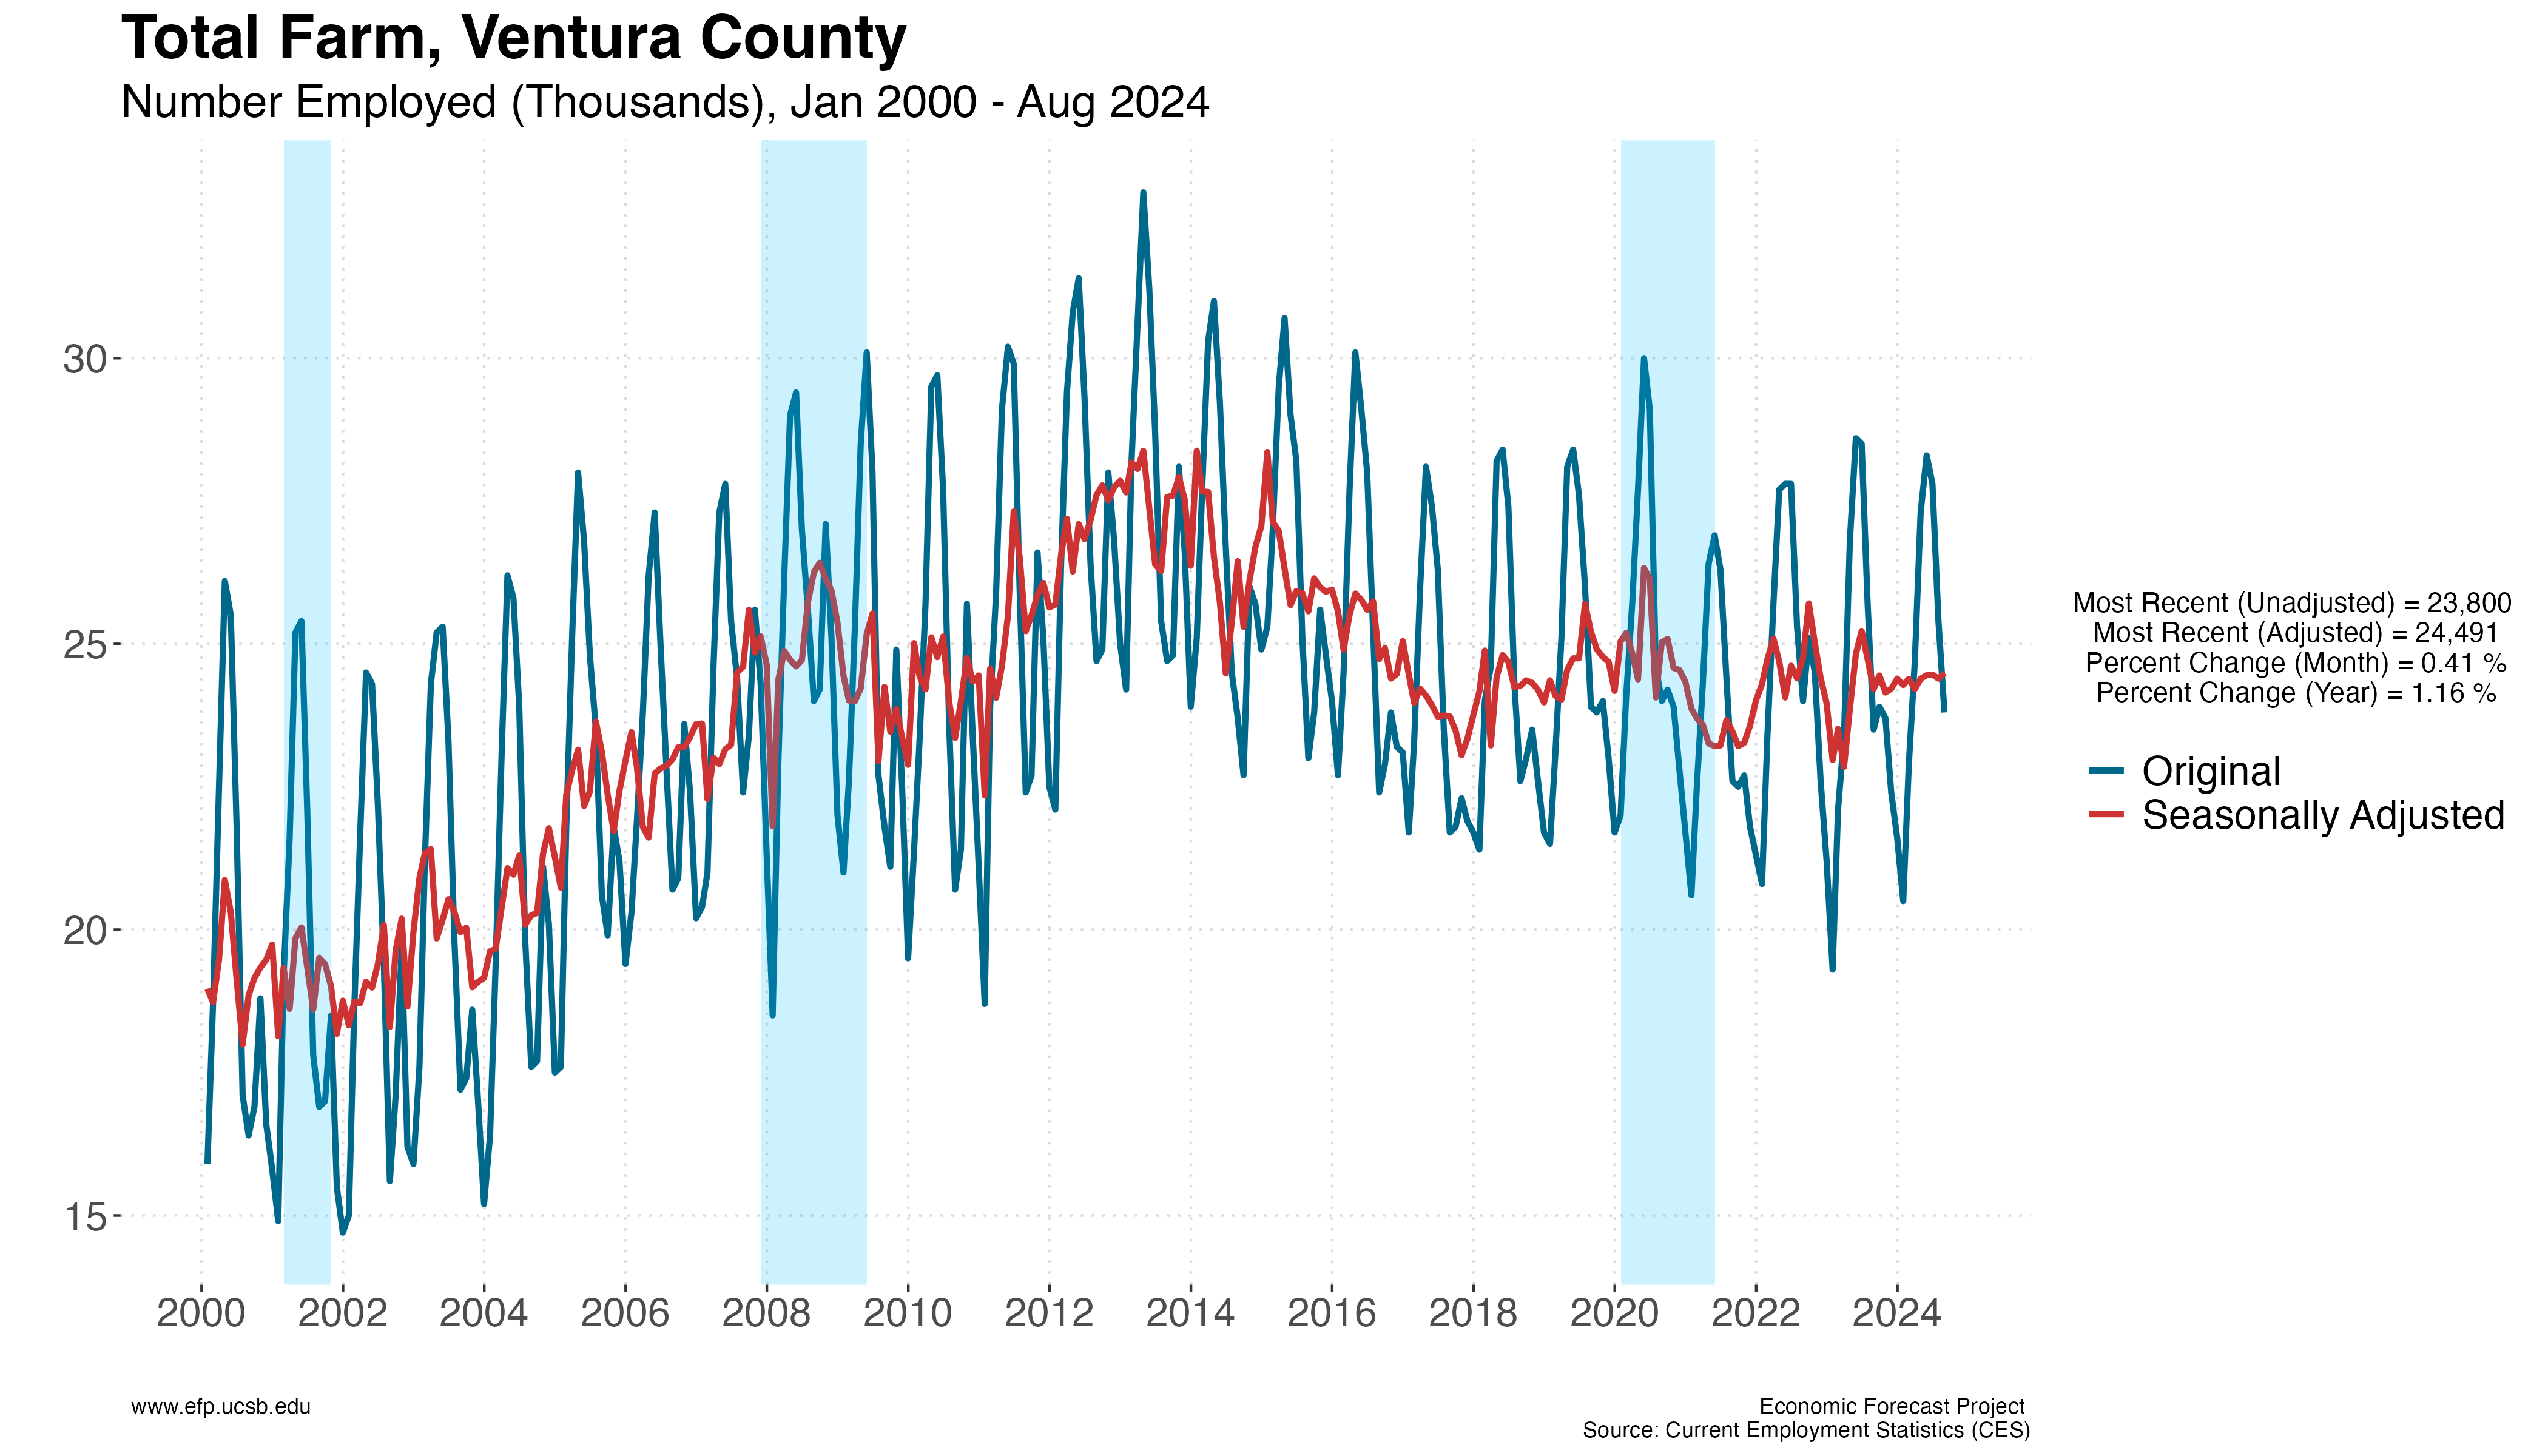 Total Farm, Ventura County
Number Employed (Thousands), Jan 2000 - Aug 2024
30
25
20
15
2000 2002 2004 2006 2008 2010 2012 2014 2016 2018 2020 2022 2024
Most Recent (Unadjusted) = 23,800
Most Recent (Adjusted) = 24,491
Percent Change (Month) = 0.41 %
Percent Change (Year) = 1.16 %
Original
Seasonally Adjusted
www.efp.ucsb.edu
Economic Forecast Project
Source: Current Employment Statistics (CES)